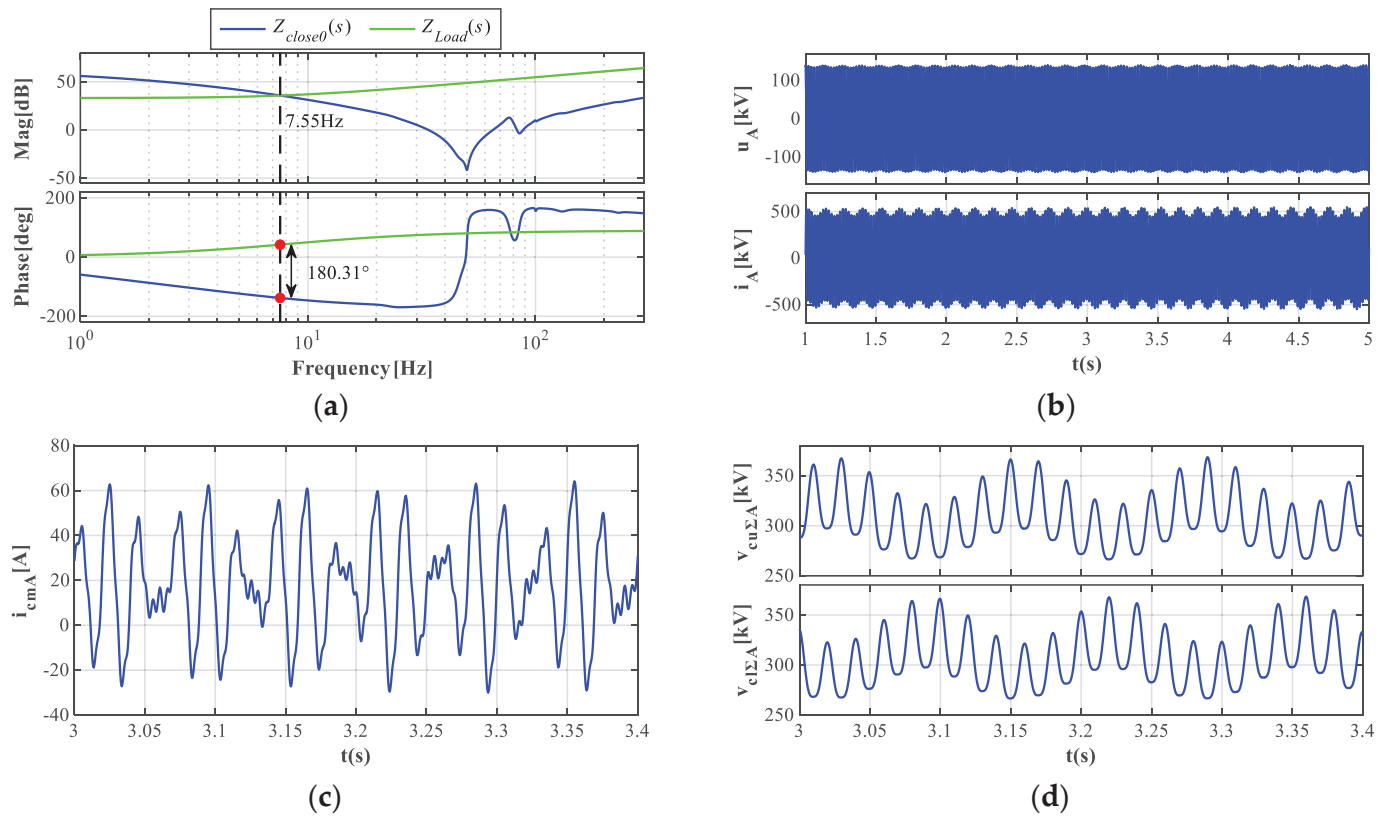 Z_close0(s) Z_Load(s)
50
0
-50
Mag[dB]
7.55Hz
200
0
-200
Phase[deg]
180.31°
10^0 10^1 10^2
Frequency[Hz]
(a)
100
0
-100
u_A[kV]
500
0
-500
i_A[kV]
1 1.5 2 2.5 3 3.5 4 4.5 5
t(s)
(b)
80
60
40
20
0
-20
-40
i_cmA[A]
3 3.05 3.1 3.15 3.2 3.25 3.3 3.35 3.4
t(s)
(c)
350
300
250
v_cuΣA[kV]
350
300
250
v_clΣA[kV]
3 3.05 3.1 3.15 3.2 3.25 3.3 3.35 3.4
t(s)
(d)